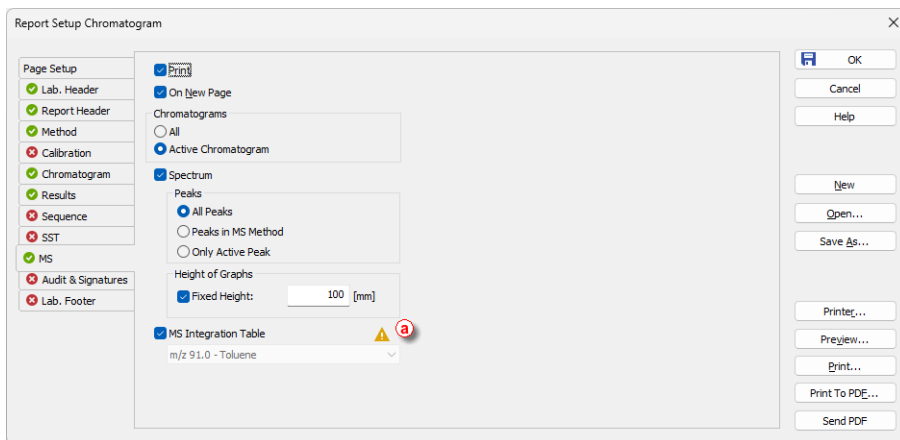 Report Setup Chromatogram
Page Setup
Lab. Header
Report Header
Method
Calibration
Chromatogram
Results
Sequence
SST
MS
Audit & Signatures
Lab. Footer
Print
On New Page
Chromatograms
All
Active Chromatogram
Spectrum
Peaks
All Peaks
Peaks in MS Method
Only Active Peak
Height of Graphs
Fixed Height: 100 [mm]
MS Integration Table a
m/z 91.0 - Toluene
OK
Cancel
Help
New
Open...
Save As...
Printer...
Preview...
Print...
Print To PDF...
Send PDF